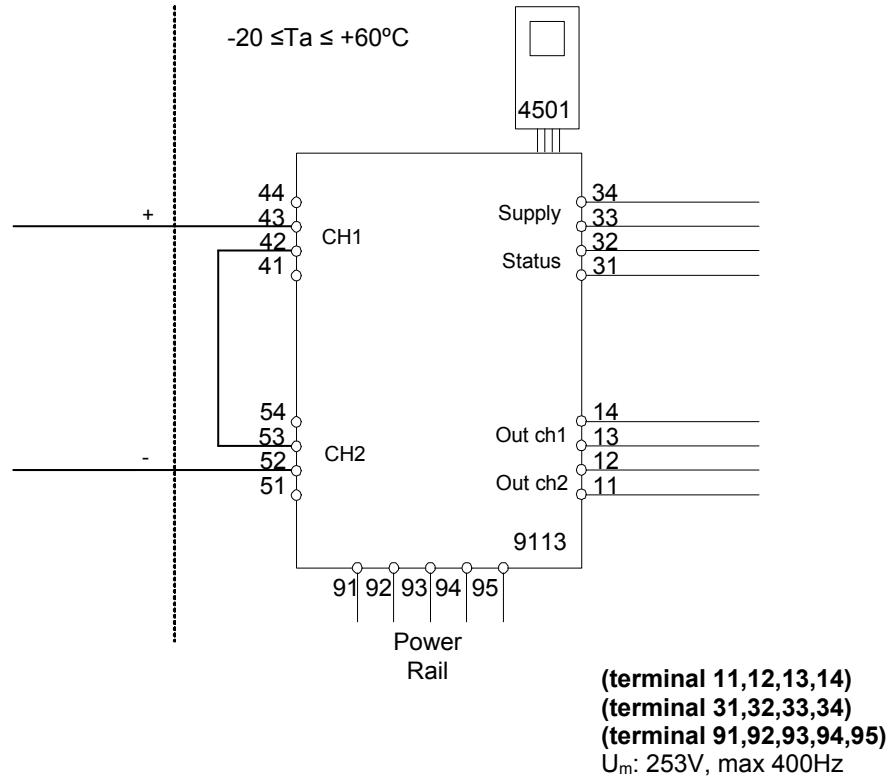 -20 ≤Ta ≤ +60ºC
4501
44
43
42
41
CH1
+
34
33
32
31
Supply
Status
54
53
52
51
CH2
-
14
13
12
11
Out ch1
Out ch2
9113
91 92 93 94 95
Power
Rail
(terminal 11,12,13,14)
(terminal 31,32,33,34)
(terminal 91,92,93,94,95)
Um: 253V, max 400Hz